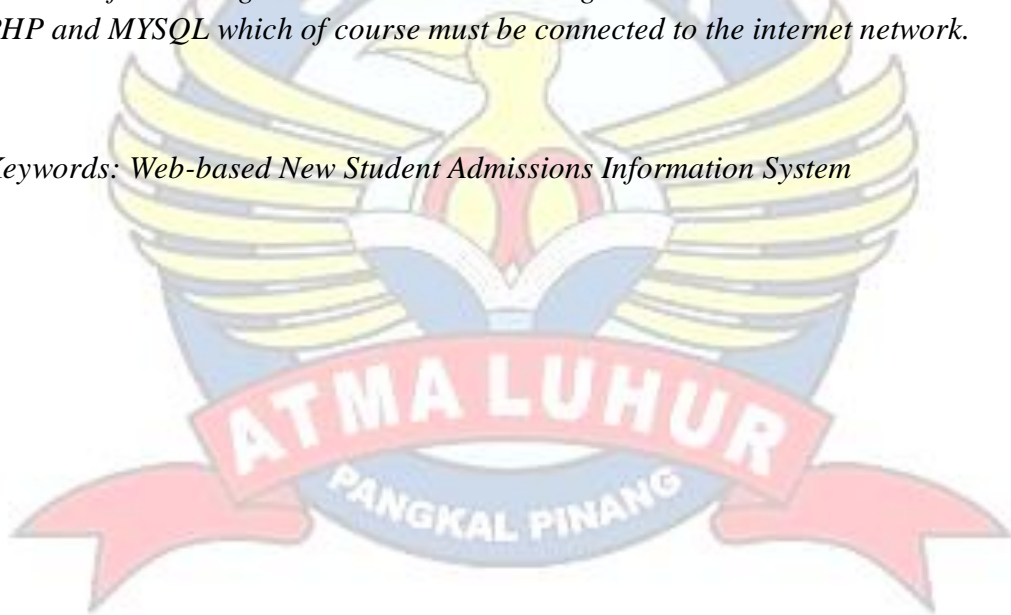 PHP and MYSQL which of course must be connected to the internet network.
Keywords: Web-based New Student Admissions Information System
ATMA LUHUR
PANGKAL PINANG